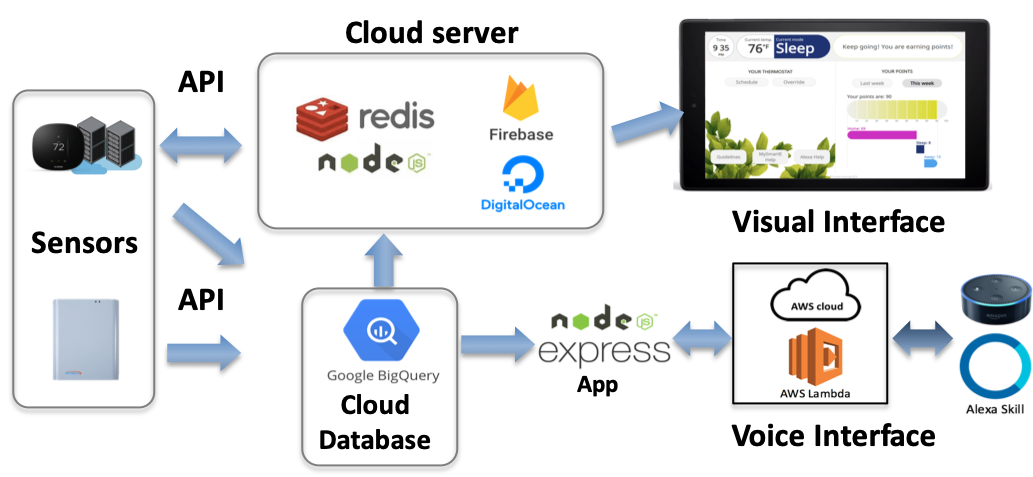 Cloud server
API
redis
node
JS
Firebase
DigitalOcean
72
Sensors
API
Google BigQuery
Cloud
Database
node
JS
express
App
Time
9 35
PM
Current temp
76°F
Current mode
Sleep
Keep going! You are earning points!
YOUR THERMOSTAT
Schedule
Override
YOUR POINTS
Last week
This week
Your points are: 90
Guidelines
Help
Alexa Help
Visual Interface
AWS cloud
AWS Lambda
Voice Interface
amazon
Alexa Skill